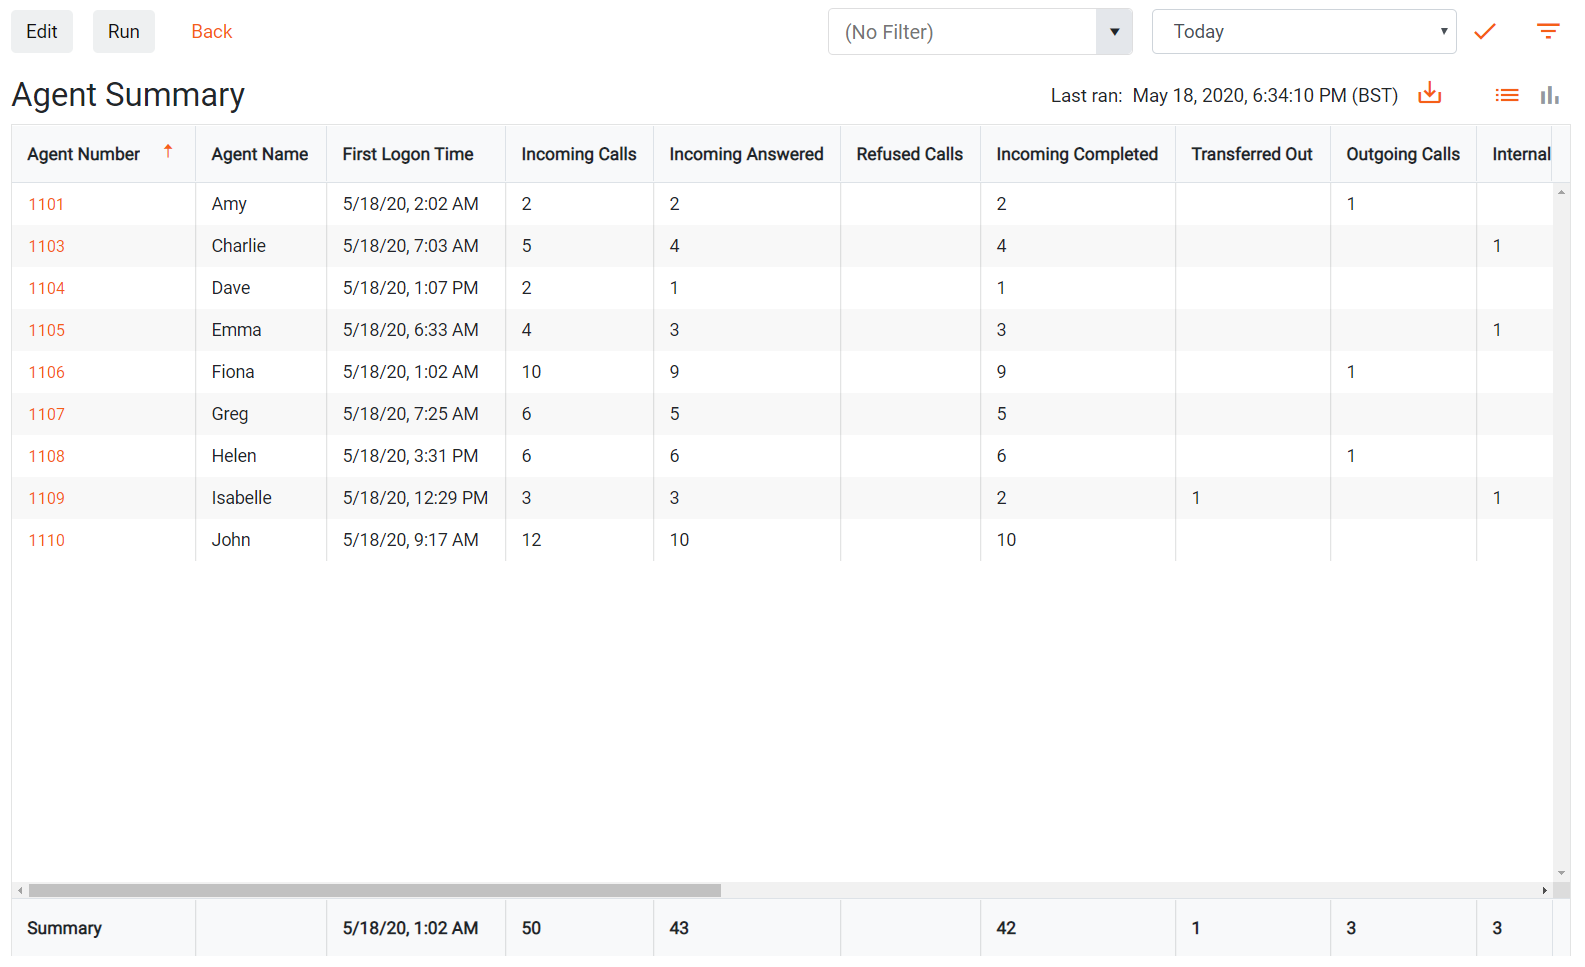 Edit Run Back (No Filter) Today
Agent Summary Last ran: May 18, 2020, 6:34:10 PM (BST)
Agent Number Agent Name First Logon Time Incoming Calls Incoming Answered Refused Calls Incoming Completed Transferred Out Outgoing Calls Internal
1101 Amy 5/18/20, 2:02 AM 2 2 2 1
1103 Charlie 5/18/20, 7:03 AM 5 4 4 1
1104 Dave 5/18/20, 1:07 PM 2 1 1
1105 Emma 5/18/20, 6:33 AM 4 3 3 1
1106 Fiona 5/18/20, 1:02 AM 10 9 9 1
1107 Greg 5/18/20, 7:25 AM 6 5 5
1108 Helen 5/18/20, 3:31 PM 6 6 6 1
1109 Isabelle 5/18/20, 12:29 PM 3 3 2 1 1
1110 John 5/18/20, 9:17 AM 12 10 10
Summary 5/18/20, 1:02 AM 50 43 42 1 3 3